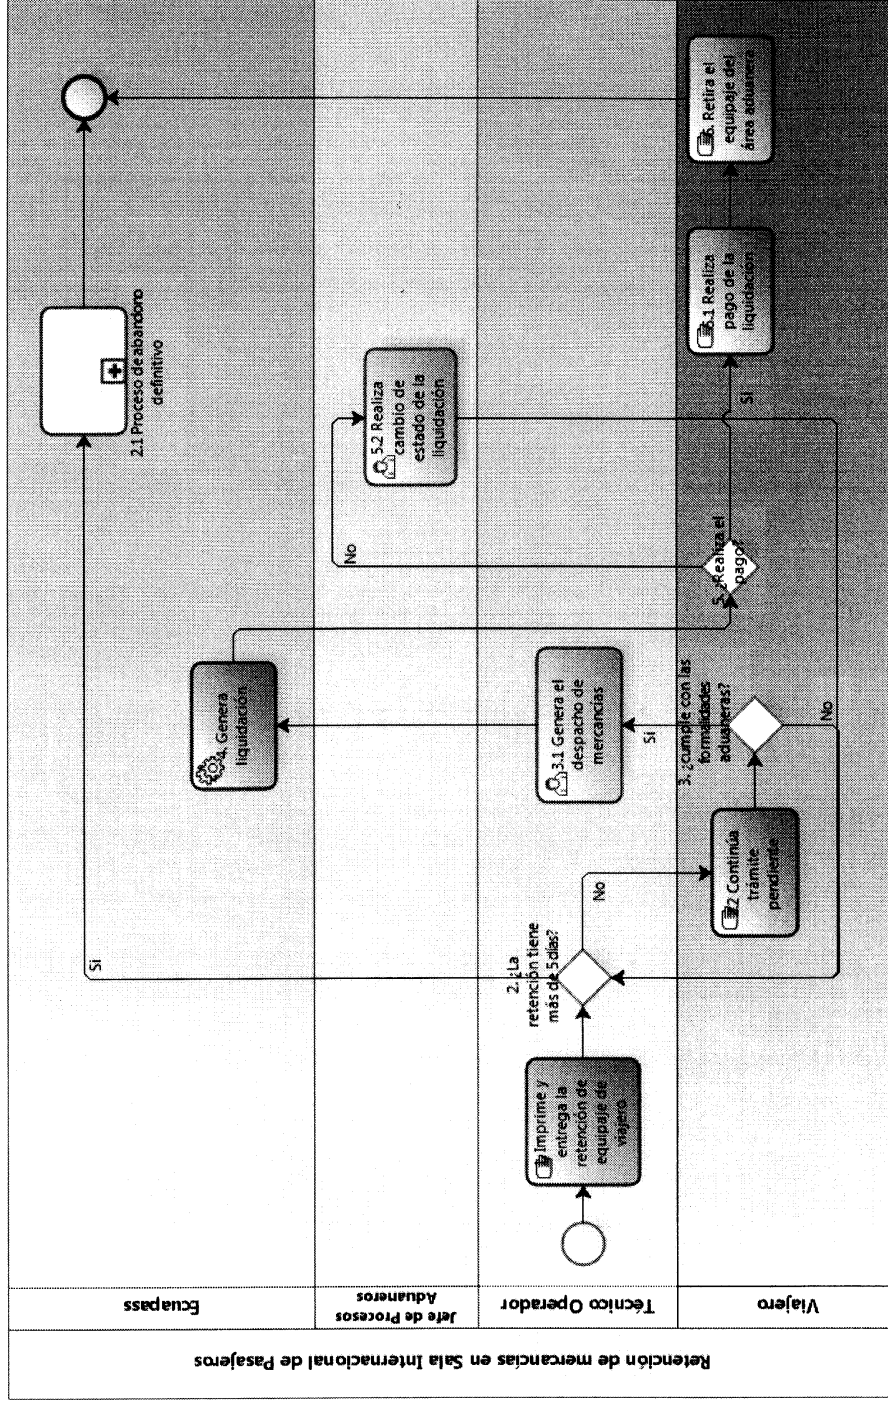 Retención de mercancías en Sala Internacional de Pasajeros
Ecuapass
Jefe de Procesos
Aduaneros
Técnico Operador
Viajero
Imprime y
entrega la
retención de
equipaje de
viajero
2. ¿La
retención tiene
más de 5 días?
Si
No
2.1 Proceso de abandono
definitivo
2 Continúa
trámite
pendiente
3. ¿cumple con las
formalidades
aduaneras?
Si
No
3.1 Genera el
despacho de
mercancías
4. Genera
liquidación
5. ¿Realiza el
pago?
No
Si
5.2 Realiza
cambio de
estado de la
liquidación
.1 Realiza
pago de la
liquidación
. Retira el
equipaje del
área aduanera